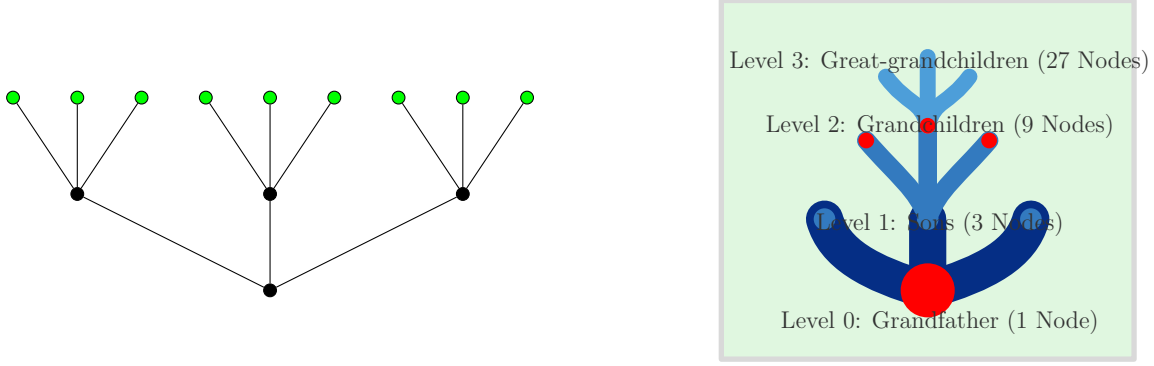 Level 3: Great-grandchildren (27 Nodes)
Level 2: Grandchildren (9 Nodes)
Level 1: Sons (3 Nodes)
Level 0: Grandfather (1 Node)